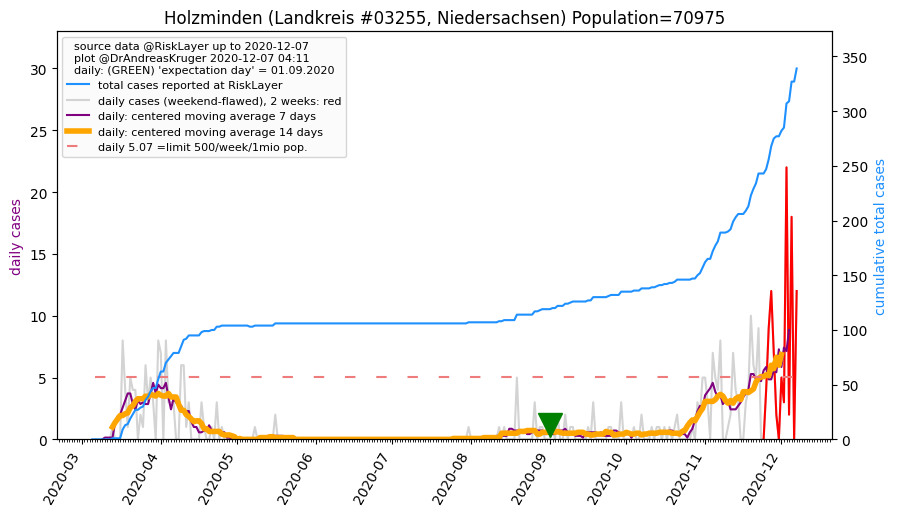 Holzminden (Landkreis #03255, Niedersachsen) Population=70975
source data @RiskLayer up to 2020-12-07
plot @DrAndreasKruger 2020-12-07 04:11
daily: (GREEN) 'expectation day' = 01.09.2020
total cases reported at RiskLayer
daily cases (weekend-flawed), 2 weeks: red
daily: centered moving average 7 days
daily: centered moving average 14 days
daily 5.07 =limit 500/week/1mio pop.
daily cases
30
25
20
15
10
5
0
cumulative total cases
350
300
250
200
150
100
50
0
2020-03
2020-04
2020-05
2020-06
2020-07
2020-08
2020-09
2020-10
2020-11
2020-12